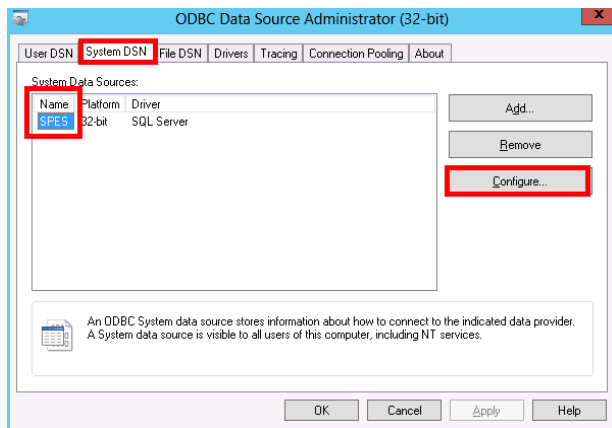 ODBC Data Source Administrator (32-bit)
x
User DSN System DSN File DSN Drivers Tracing Connection Pooling About
System Data Sources:
Name Platform Driver
SPES 32-bit SQL Server
Add...
Remove
Configure...
An ODBC System data source stores information about how to connect to the indicated data provider.
A System data source is visible to all users of this computer, including NT services.
OK Cancel Apply Help